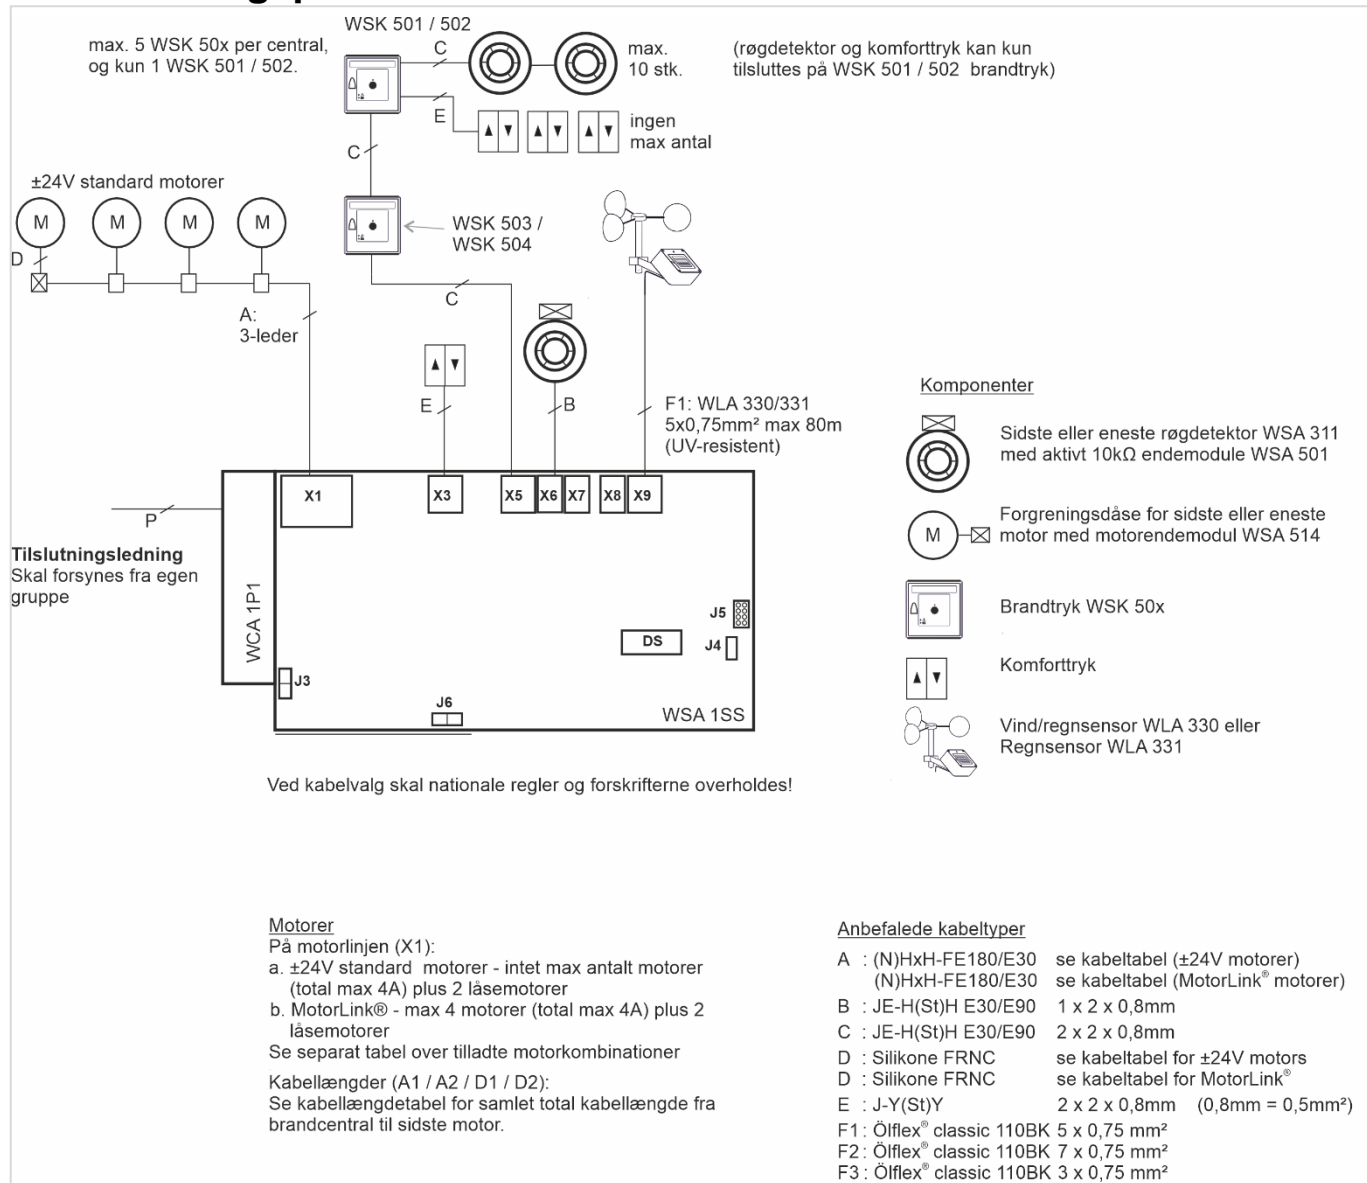 WSK 501 / 502
max. 5 WSK 50x per central,
og kun 1 WSK 501 / 502.
C
max.
10 stk.
(røgdetektor og komforttryk kan kun
tilsluttes på WSK 501 / 502 brandtryk)
E
ingen
max antal
C
±24V standard motorer
M
M
M
M
WSK 503 /
WSK 504
D
C
A:
3-leder
E
B
F1: WLA 330/331
5x0,75mm² max 80m
(UV-resistent)
Komponenter
Sidste eller eneste røgdetektor WSA 311
med aktivt 10kΩ endemodule WSA 501
X1
X3
X5
X6
X7
X8
X9
P
Tilslutningsledning
Skal forsynes fra egen
gruppe
M
Forgreningsdåse for sidste eller eneste
motor med motorendemodul WSA 514
WCA 1P1
Brandtryk WSK 50x
J5
DS
J4
Komforttryk
J3
J6
WSA 1SS
Vind/regnsensor WLA 330 eller
Regnsensor WLA 331
Ved kabelvalg skal nationale regler og forskrifterne overholdes!
Motorer
På motorlinjen (X1):
a. ±24V standard motorer - intet max antalt motorer
(total max 4A) plus 2 låsemotorer
b. MotorLink® - max 4 motorer (total max 4A) plus 2
låsemotorer
Se separat tabel over tilladte motorkombinationer
Kabellængder (A1 / A2 / D1 / D2):
Se kabellængdetabel for samlet total kabellængde fra
brandcentral til sidste motor.
Anbefalede kabeltyper
A : (N)HxH-FE180/E30 se kabeltabel (±24V motorer)
(N)HxH-FE180/E30 se kabeltabel (MotorLink® motorer)
B : JE-H(St)H E30/E90 1 x 2 x 0,8mm
C : JE-H(St)H E30/E90 2 x 2 x 0,8mm
D : Silikone FRNC se kabeltabel for ±24V motors
D : Silikone FRNC se kabeltabel for MotorLink®
E : J-Y(St)Y 2 x 2 x 0,8mm (0,8mm = 0,5mm²)
F1: Ölflex® classic 110BK 5 x 0,75 mm²
F2: Ölflex® classic 110BK 7 x 0,75 mm²
F3: Ölflex® classic 110BK 3 x 0,75 mm²